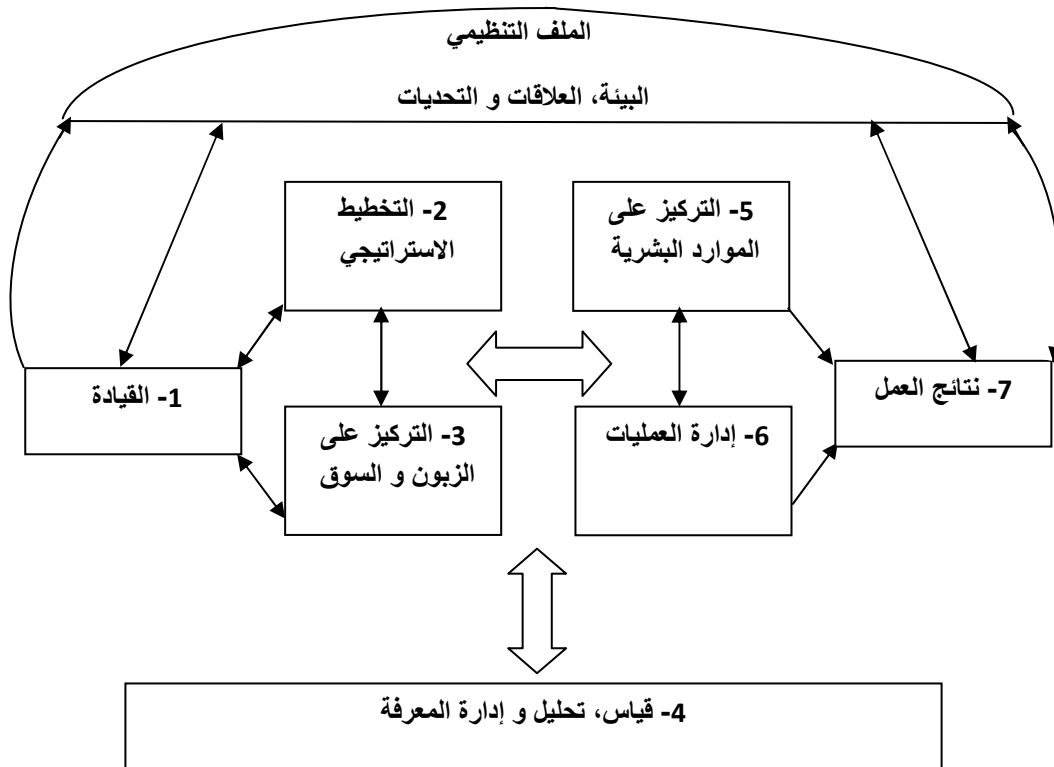 الملف التنظيمي
البيئة، العلاقات و التحديات
2- التخطيط
الاستراتيجي
5- التركيز على
الموارد البشرية
1- القيادة
7- نتائج العمل
3- التركيز على
الزبون و السوق
6- إدارة العمليات
4- قياس، تحليل و إدارة المعرفة